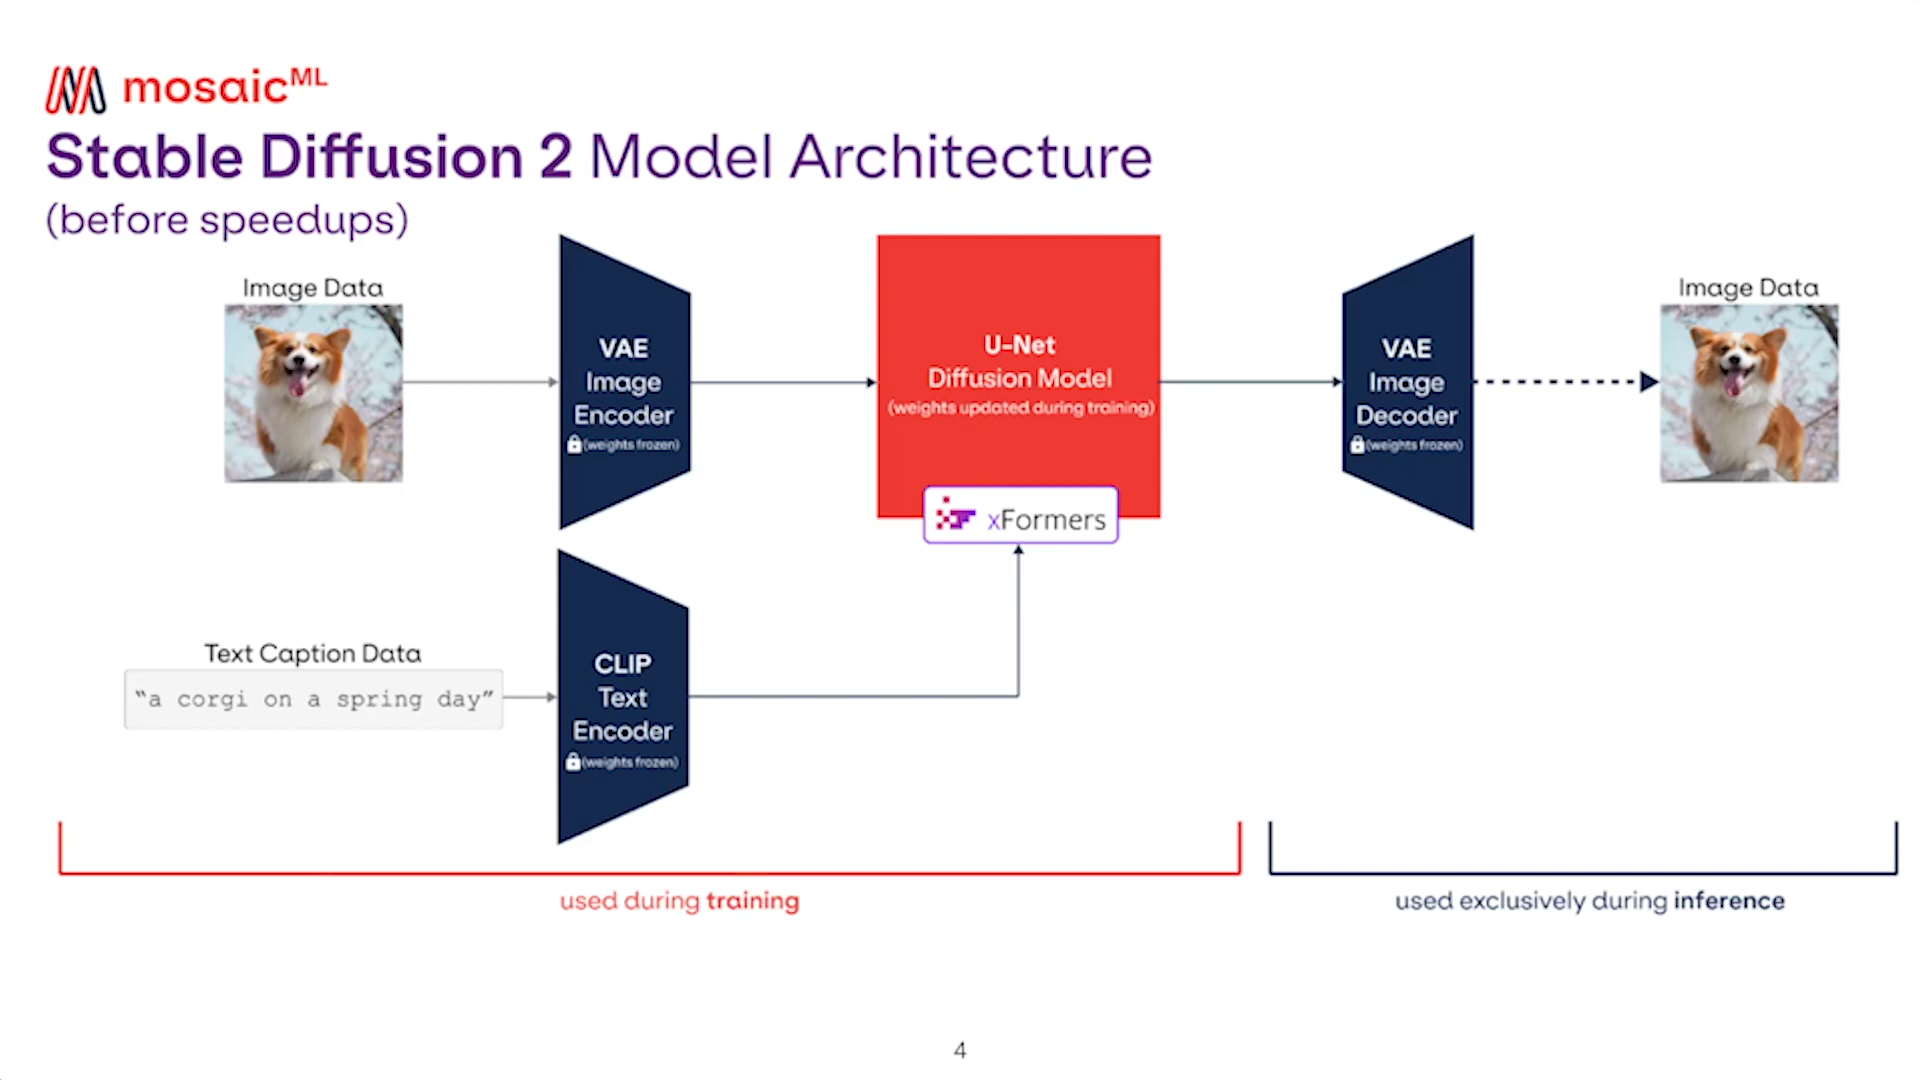 mosaicML
Stable Diffusion 2 Model Architecture
(before speedups)
Image Data
VAE
Image
Encoder
(weights frozen)
U-Net
Diffusion Model
(weights updated during training)
xFormers
VAE
Image
Decoder
(weights frozen)
Image Data
Text Caption Data
“a corgi on a spring day”
CLIP
Text
Encoder
(weights frozen)
used during training
used exclusively during inference
4